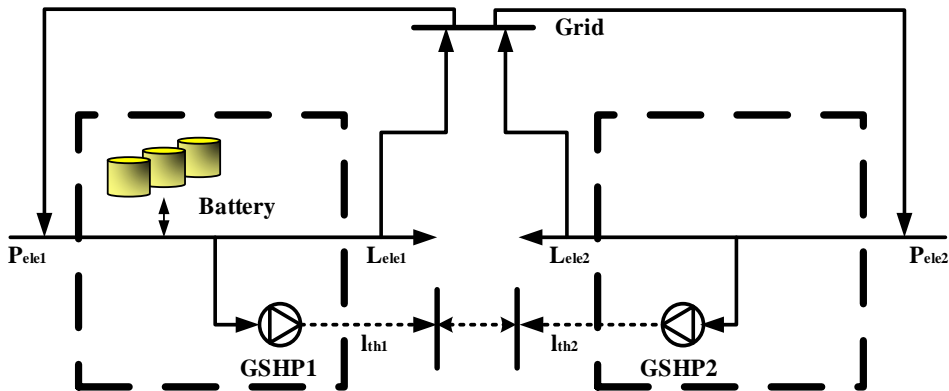 Grid
Battery
Pele1
Lele1
Lele2
Pele2
lth1
lth2
GSHP1
GSHP2